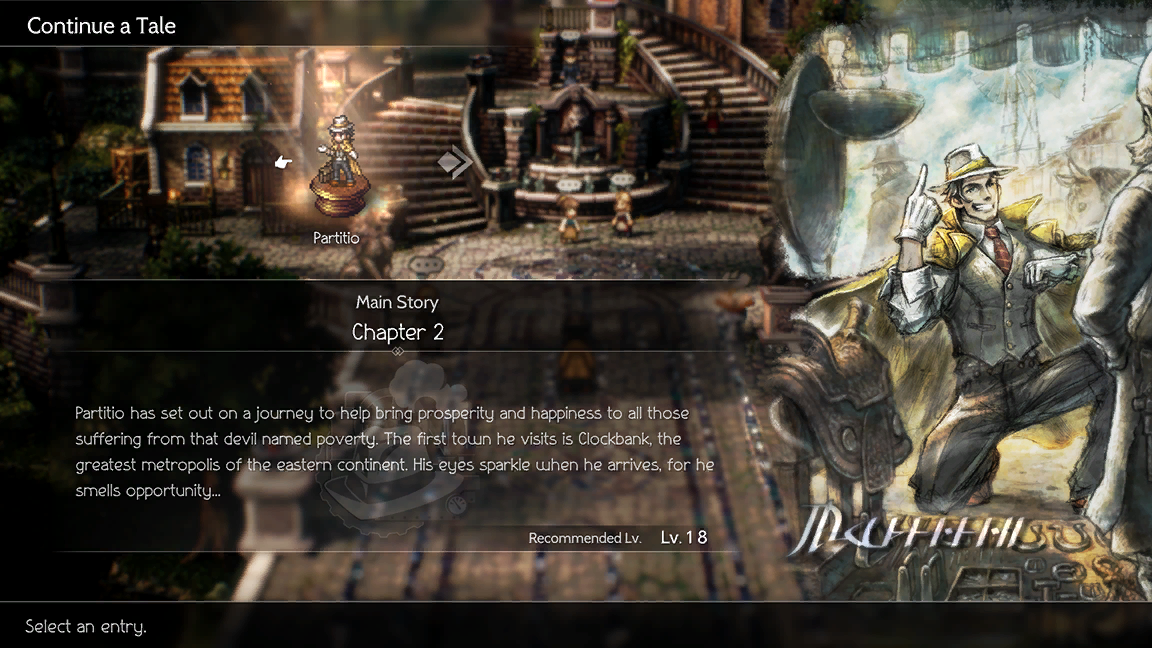 Continue a Tale
Partitio
Main Story
Chapter 2
Partitio has set out on a journey to help bring prosperity and happiness to all those
suffering from that devil named poverty. The first town he visits is Clockbank, the
greatest metropolis of the eastern continent. His eyes sparkle when he arrives, for he
smells opportunity...
Recommended Lv. Lv.18
Select an entry.